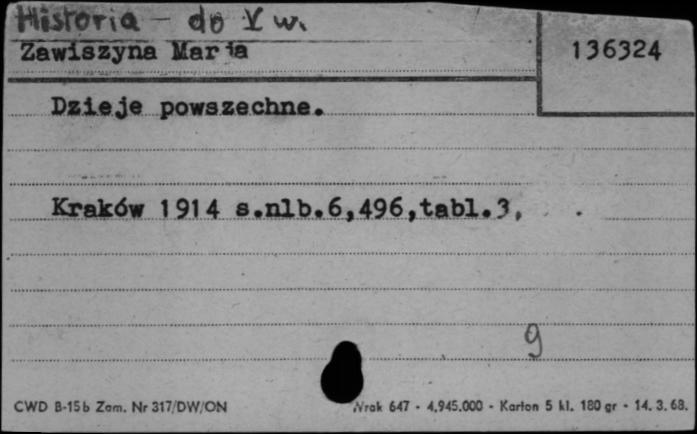 Historia - do V w.
Zawiszyna Maria
136324
Dzieje powszechne.
Kraków 1914 s.nlb.6,496,tabl.3,
9
CWD B-15b Zam. Nr 317/DW/ON
647 - 4.945.000 - Karton 5 kl. 180 gr - 14. 3. 68.